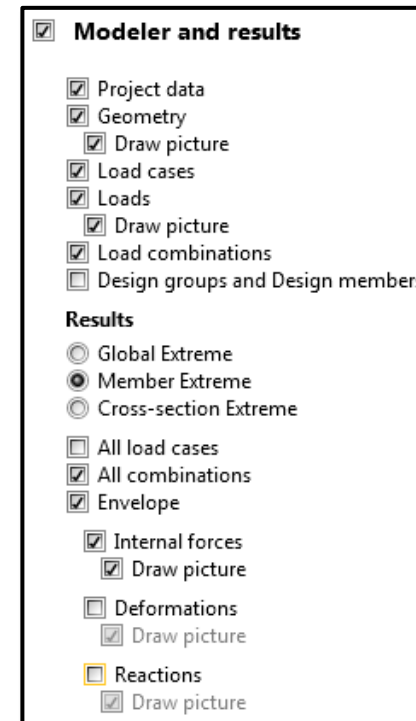 Modeler and results
Project data
Geometry
Draw picture
Load cases
Loads
Draw picture
Load combinations
Design groups and Design members
Results
Global Extreme
Member Extreme
Cross-section Extreme
All load cases
All combinations
Envelope
Internal forces
Draw picture
Deformations
Draw picture
Reactions
Draw picture